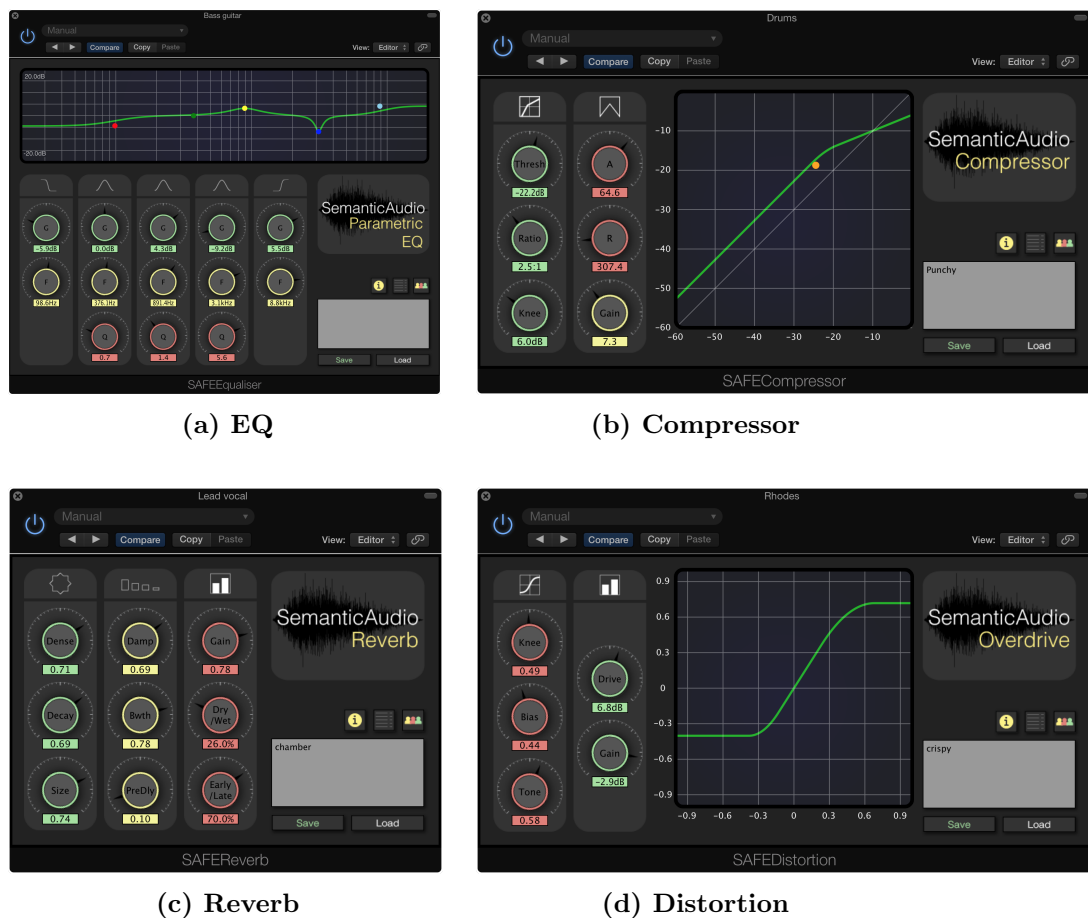 Bass guitar
Manual
Compare Copy Paste View: Editor
20.0dB
-20.0dB
G G G G G
-5.9dB 0.0dB 4.3dB -9.2dB 5.5dB
F F F F F
98.6Hz 376.1Hz 891.4Hz 3.1kHz 8.8kHz
Q Q Q
0.7 1.4 5.6
SemanticAudio
Parametric
EQ
i
Save Load
SAFEEqualiser
(a) EQ
Drums
Manual
Compare Copy Paste View: Editor
Thresh A
-22.2dB 64.6
Ratio R
2.5:1 307.4
Knee Gain
6.0dB 7.3
-10
-20
-30
-40
-50
-60
-60 -50 -40 -30 -20 -10
SemanticAudio
Compressor
i
Punchy
Save Load
SAFECompressor
(b) Compressor
Lead vocal
Manual
Compare Copy Paste View: Editor
Dense Damp Gain
0.71 0.69 0.78
Decay Bwth Dry
/Wet
0.69 0.78 26.0%
Size PreDly Early
/Late
0.74 0.10 70.0%
SemanticAudio
Reverb
i
chamber
Save Load
SAFEReverb
(c) Reverb
Rhodes
Manual
Compare Copy Paste View: Editor
Knee
0.49
Bias
0.44
Tone
0.58
Drive
6.8dB
Gain
-2.9dB
0.9
0.6
0.3
0
-0.3
-0.6
-0.9
-0.9 -0.6 -0.3 0 0.3 0.6 0.9
SemanticAudio
Overdrive
i
crispy
Save Load
SAFEDistortion
(d) Distortion